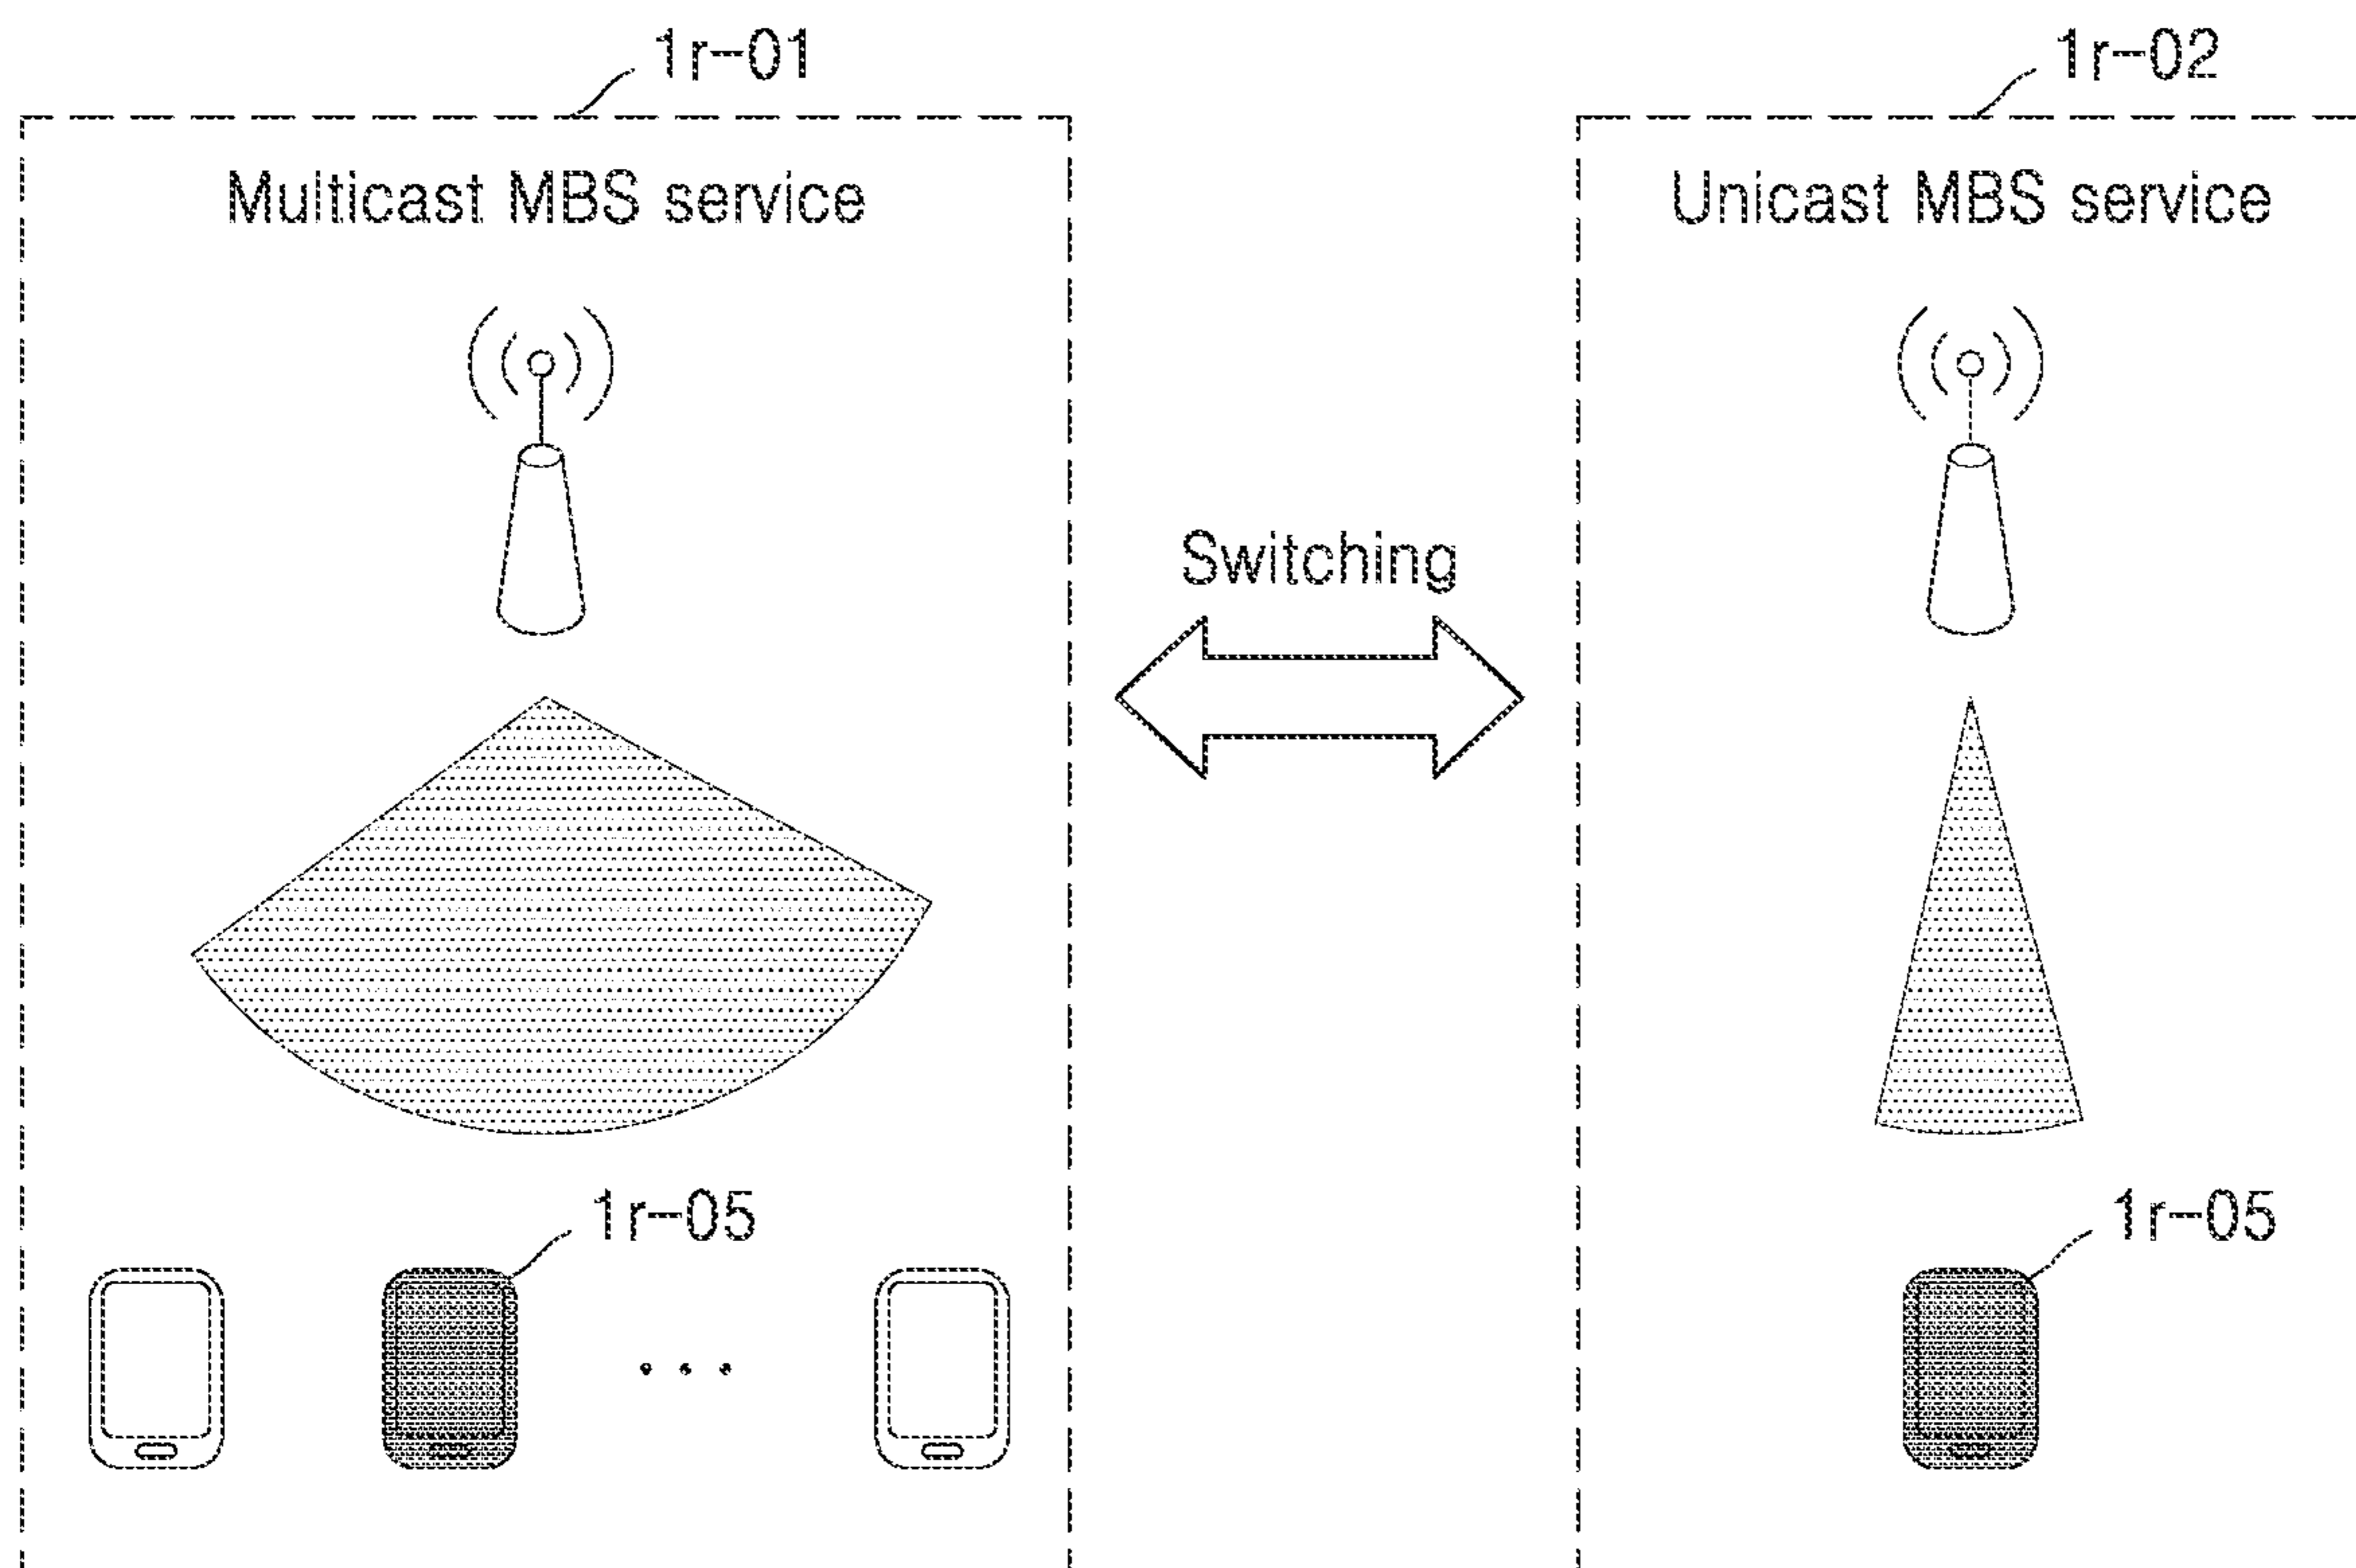 1r-01
1r-02
Multicast MBS service
Unicast MBS service
Switching
1r-05
1r-05